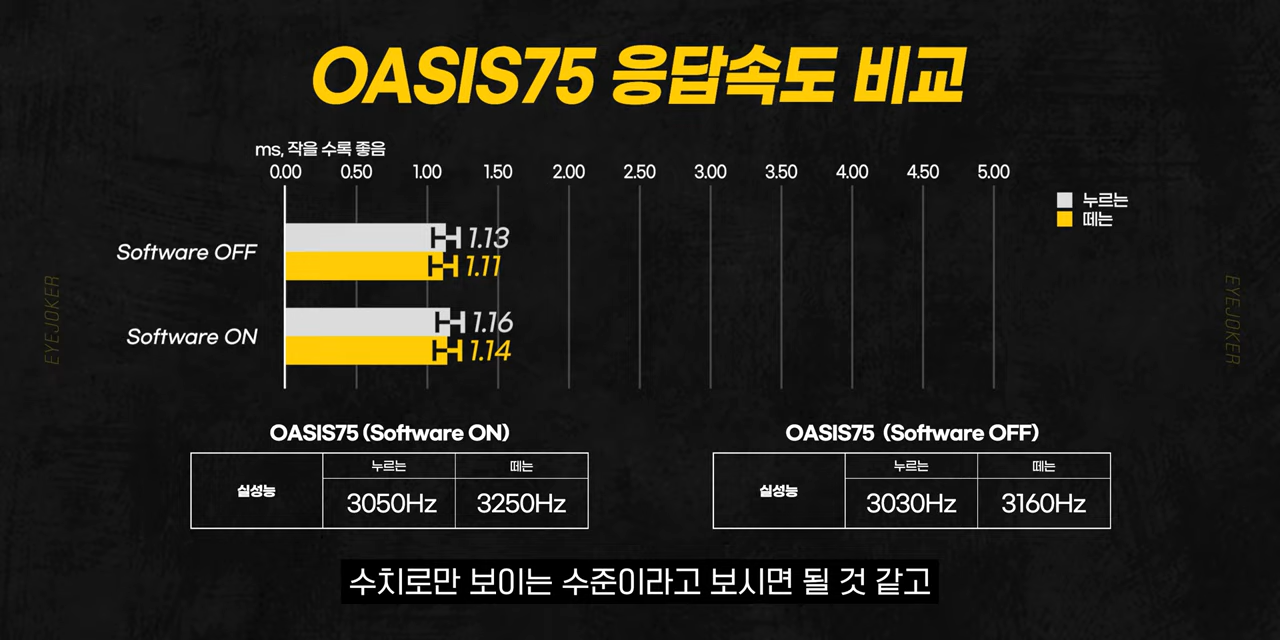 OASIS75 응답속도 비교
ms, 작을 수록 좋음
0.00 0.50 1.00 1.50 2.00 2.50 3.00 3.50 4.00 4.50 5.00
누르는
떼는
Software OFF
1.13
1.11
Software ON
1.16
1.14
EYEJOKER
EYEJOKER
OASIS75 (Software ON)
누르는 떼는
실성능
3050Hz 3250Hz
OASIS75 (Software OFF)
누르는 떼는
실성능
3030Hz 3160Hz
수치로만 보이는 수준이라고 보시면 될 것 같고